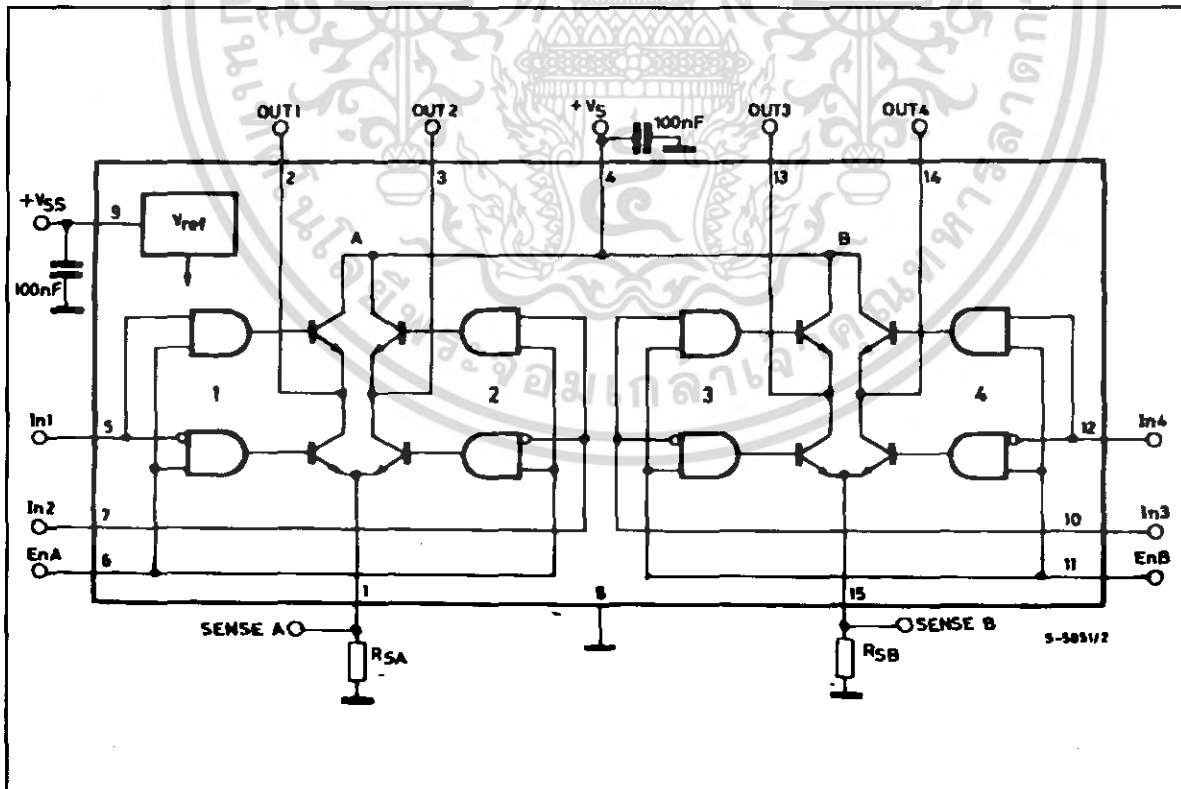 OUT1
OUT2
+VS
100nF
OUT3
OUT4
2
3
4
13
14
+VSS
9
Vref
A
B
100nF
1
2
3
4
In1
5
12
In4
In2
7
10
In3
EnA
6
11
EnB
1
8
15
SENSE A
SENSE B
RSA
RSB
S-5851/2